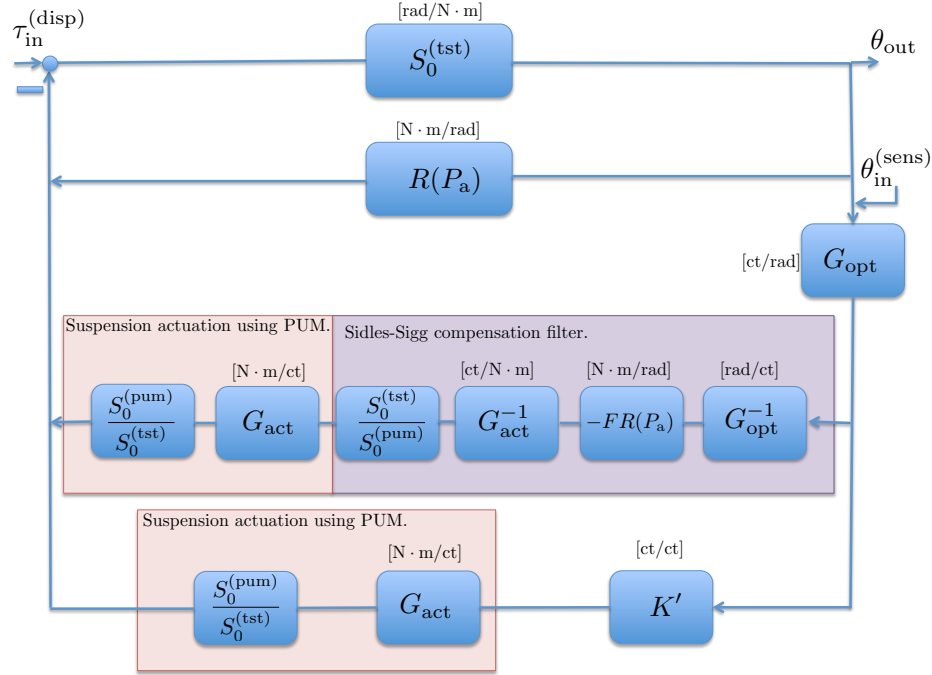 [rad/N · m]
τ_in^(disp)
S_0^(tst)
θ_out
[N · m/rad]
R(P_a)
θ_in^(sens)
[ct/rad]
G_opt
Suspension actuation using PUM.
Sidles-Sigg compensation filter.
[N · m/ct]
[ct/N · m]
[N · m/rad]
[rad/ct]
S_0^(pum) / S_0^(tst)
G_act
S_0^(tst) / S_0^(pum)
G_act^-1
-FR(P_a)
G_opt^-1
Suspension actuation using PUM.
[N · m/ct]
[ct/ct]
S_0^(pum) / S_0^(tst)
G_act
K′